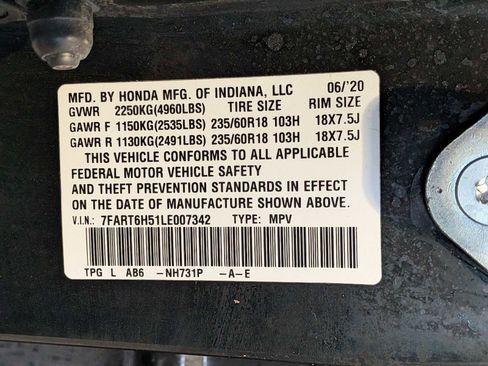 MFD. BY HONDA MFG. OF INDIANA, LLC 06/'20
GVWR 2250KG(4960LBS) TIRE SIZE RIM SIZE
GAWR F 1150KG(2535LBS) 235/60R18 103H 18X7.5J
GAWR R 1130KG(2491LBS) 235/60R18 103H 18X7.5J
THIS VEHICLE CONFORMS TO ALL APPLICABLE
FEDERAL MOTOR VEHICLE SAFETY
AND THEFT PREVENTION STANDARDS IN EFFECT
ON THE DATE OF MANUFACTURE SHOWN ABOVE.
V.I.N.: 7FART6H51LE007342 TYPE: MPV
TPG L AB6 -NH731P -A-E